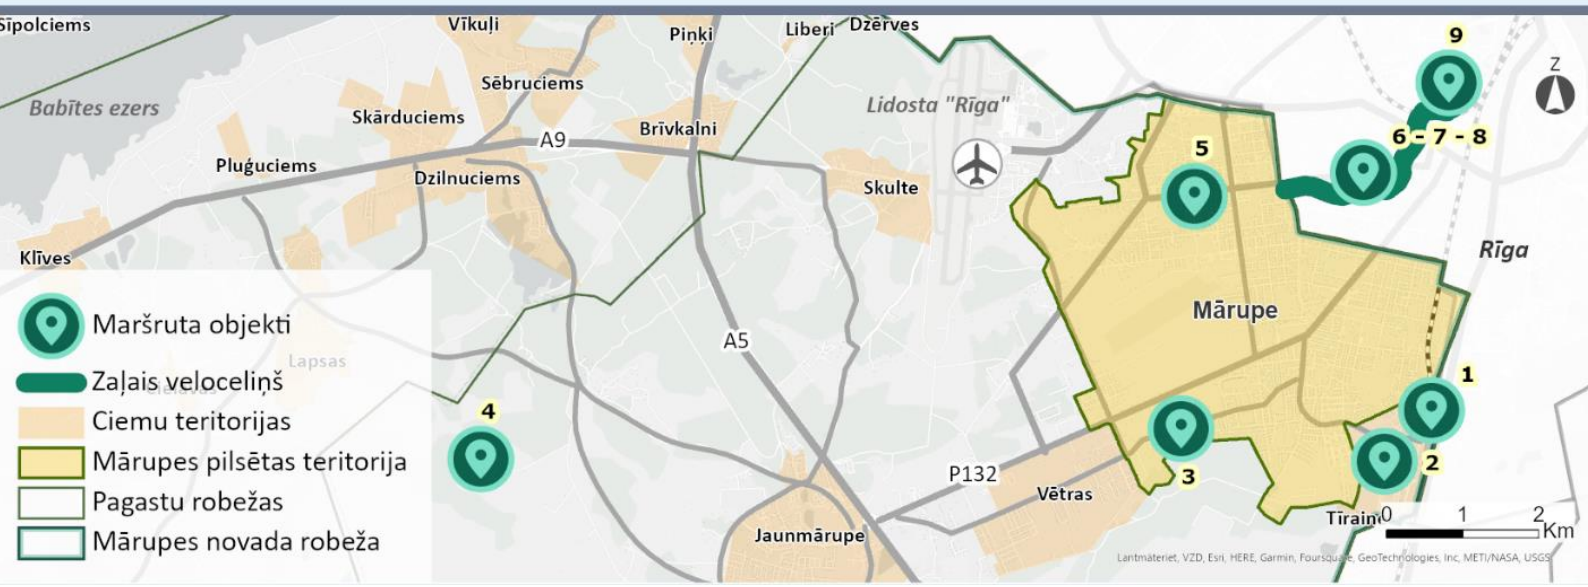 Sīpolciems
Vīkuļi
Piņķi
Liberi
Dzērves
9
Z
Babītes ezers
Sēbruciems
Lidosta "Rīga"
Skārduciems
A9
Brīvkalni
6 - 7 - 8
Pluģuciems
Dzilnuciems
Skulte
5
Klīves
Rīga
Mārupe
Maršruta objekti
A5
Lapsas
Zaļais veloceliņš
1
Ciemu teritorijas
4
Mārupes pilsētas teritorija
2
P132
3
Pagastu robežas
Vētras
Jaunmārupe
Mārupes novada robeža
0 1 2 Km
Lantmäteriet, VZD, Esri, HERE, Garmin, Foursquare, GeoTechnologies, Inc, METI/NASA, USGS